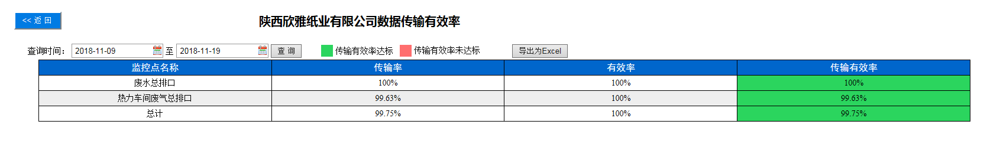 << 返 回
陕西欣雅纸业有限公司数据传输有效率
查询时间： 2018-11-09 至 2018-11-19 查 询 传输有效率达标 传输有效率未达标 导出为Excel
监控点名称 传输率 有效率 传输有效率
废水总排口 100% 100% 100%
热力车间废气总排口 99.63% 100% 99.63%
总计 99.75% 100% 99.75%